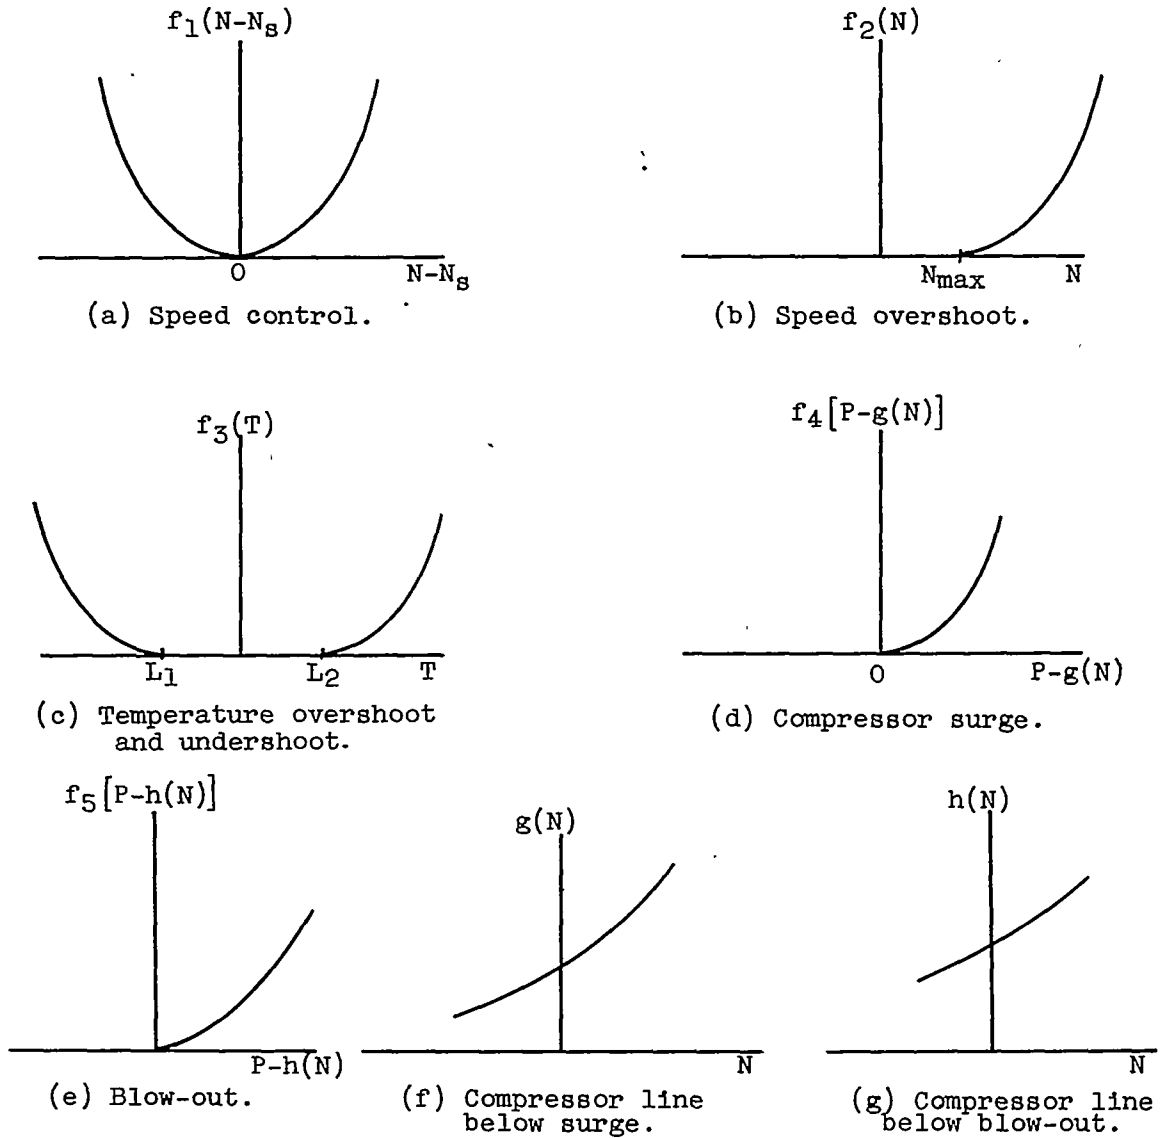 f1(N-Ns)
f2(N)
0
N-Ns
Nmax
N
(a) Speed control.
(b) Speed overshoot.
f3(T)
f4[P-g(N)]
L1
L2
T
0
P-g(N)
(c) Temperature overshoot
and undershoot.
(d) Compressor surge.
f5[P-h(N)]
g(N)
h(N)
P-h(N)
N
N
(e) Blow-out.
(f) Compressor line
below surge.
(g) Compressor line
below blow-out.